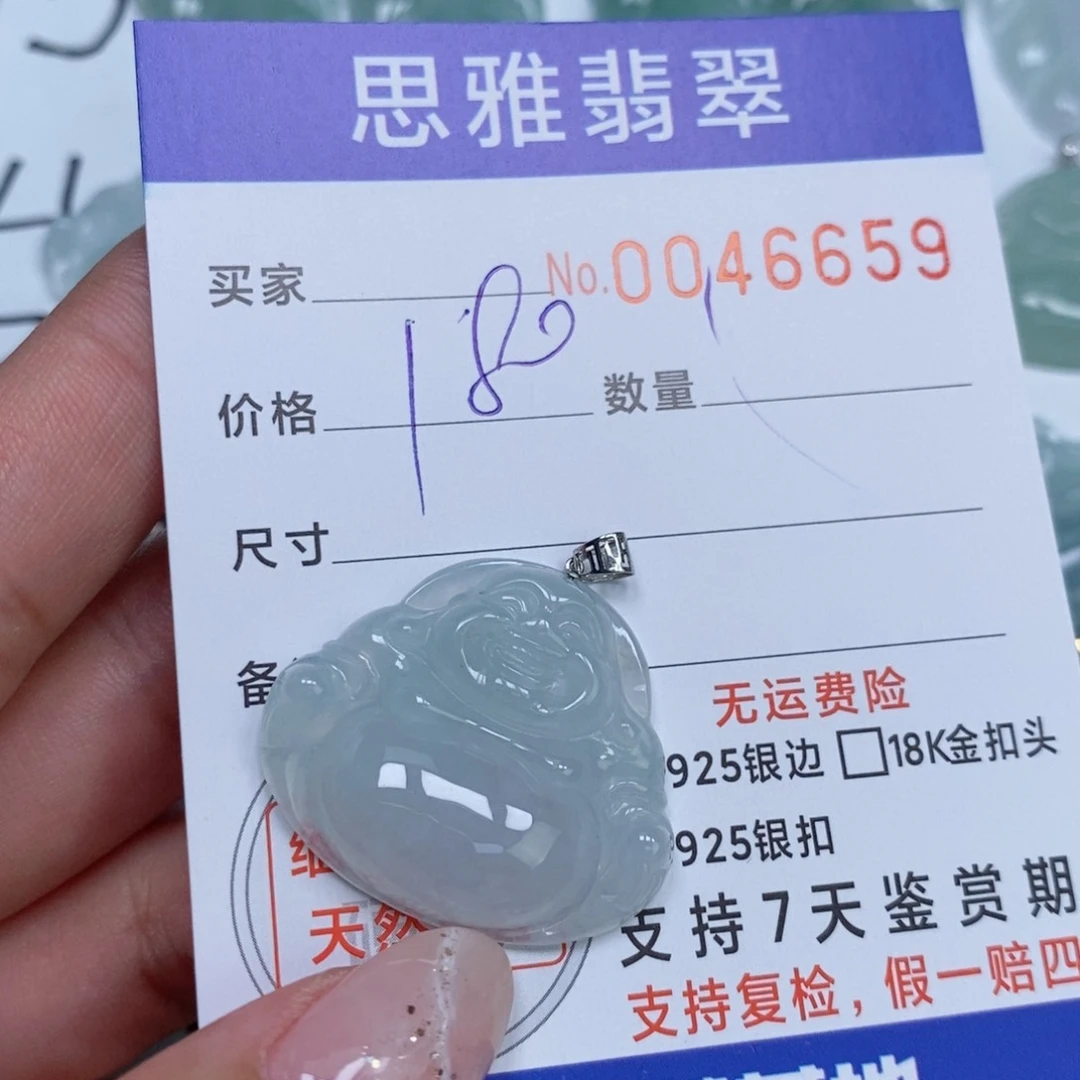 思雅翡翠
买家 No.0046659
价格 180 数量
尺寸
备
无运费险
925银边 □18K金扣头
925银扣
天然
支持7天鉴赏期
支持复检，假一赔四